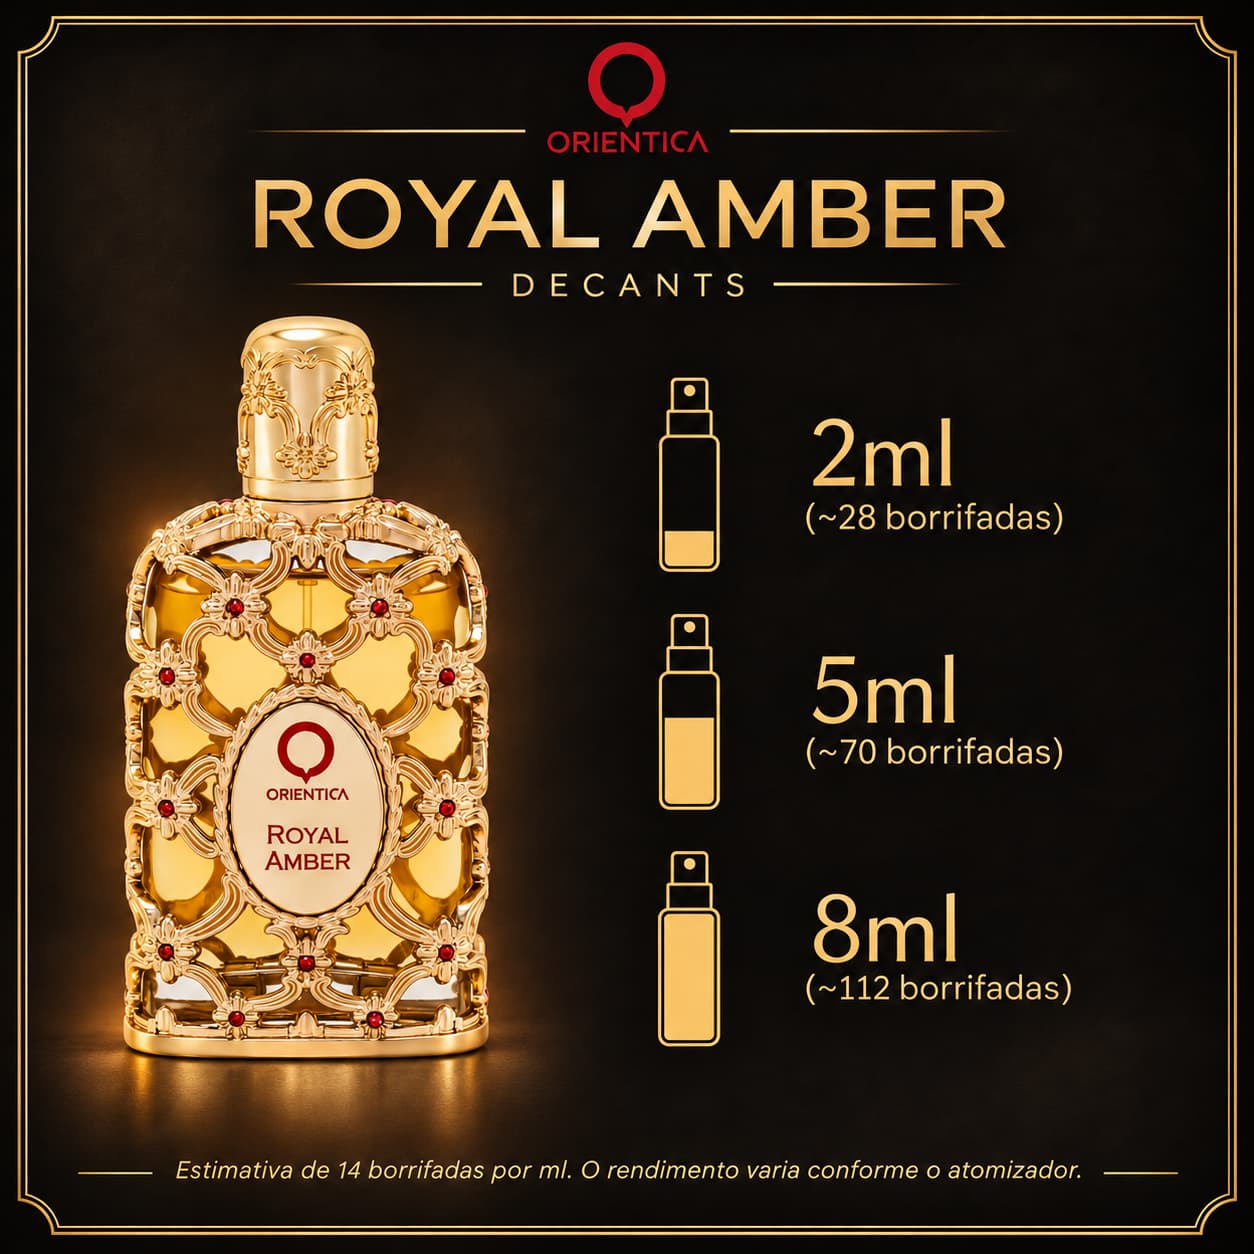 ORIENTICA
ROYAL AMBER
DECANTS
2ml
(~28 borrifadas)
5ml
(~70 borrifadas)
8ml
(~112 borrifadas)
ORIENTICA
ROYAL
AMBER
Estimativa de 14 borrifadas por ml. O rendimento varia conforme o atomizador.